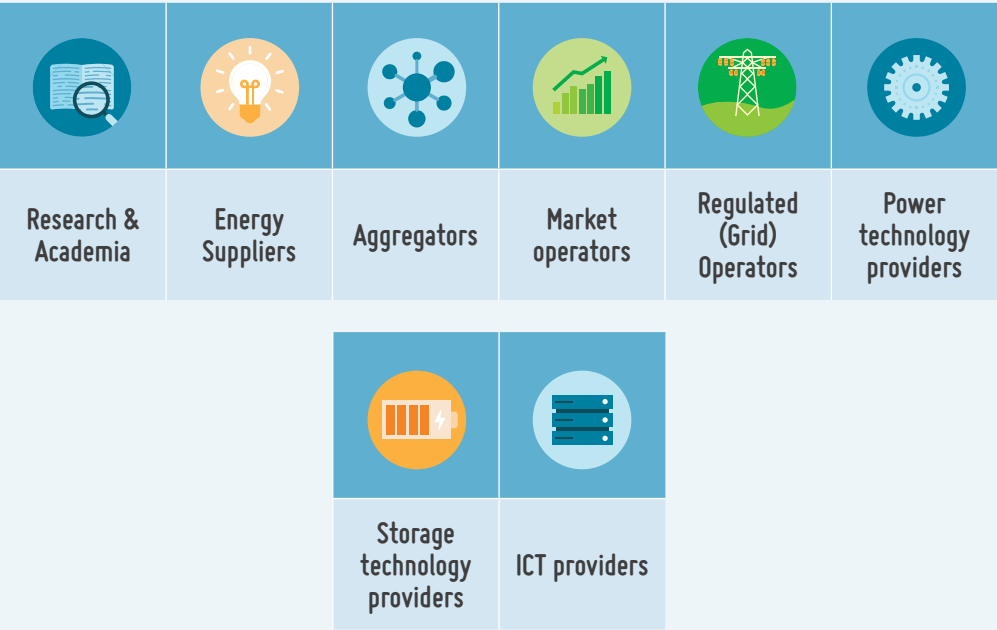 Research &
Academia
Energy
Suppliers
Aggregators
Market
operators
Regulated
(Grid)
Operators
Power
technology
providers
Storage
technology
providers
ICT providers